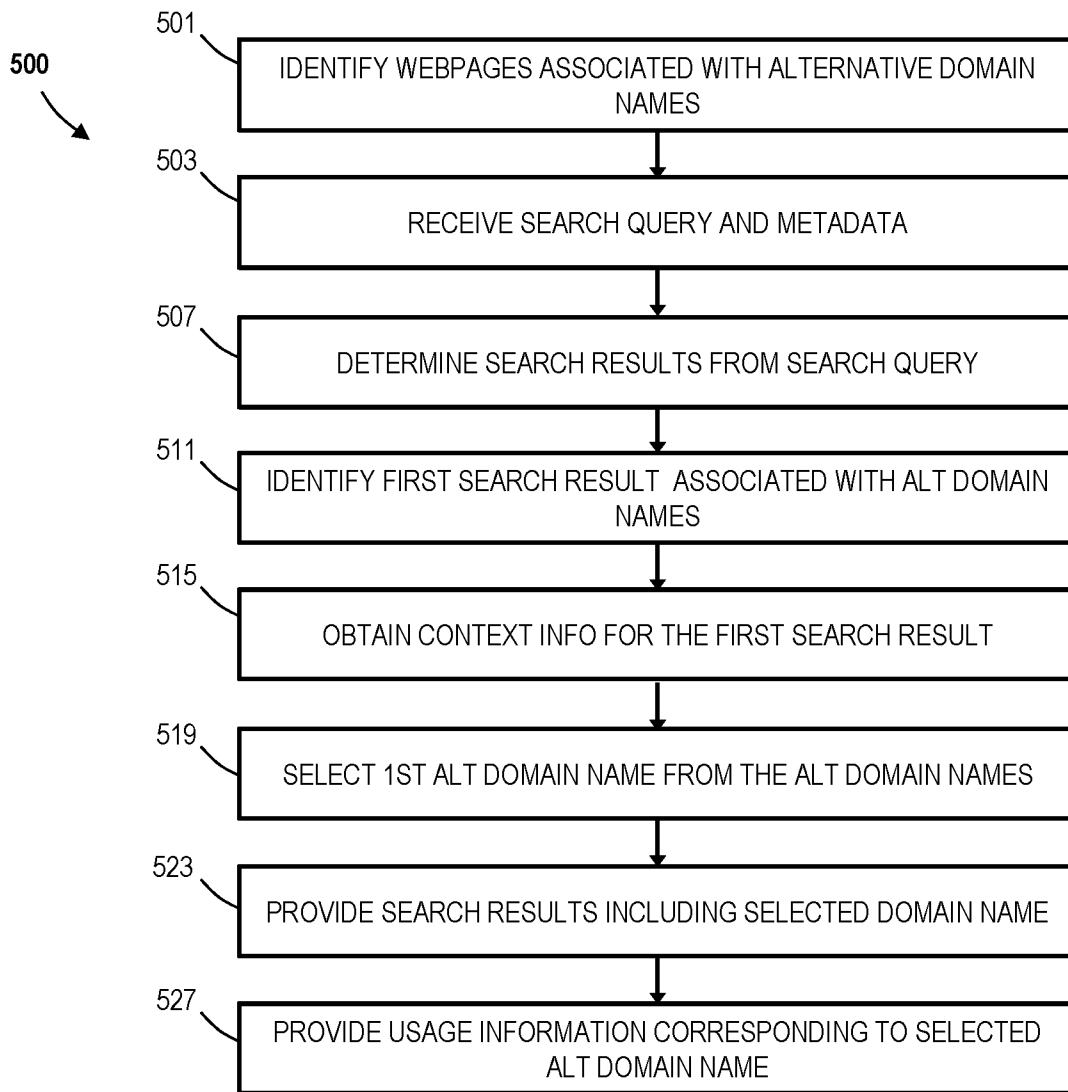 501
500
IDENTIFY WEBPAGES ASSOCIATED WITH ALTERNATIVE DOMAIN
NAMES
503
RECEIVE SEARCH QUERY AND METADATA
507
DETERMINE SEARCH RESULTS FROM SEARCH QUERY
511
IDENTIFY FIRST SEARCH RESULT ASSOCIATED WITH ALT DOMAIN
NAMES
515
OBTAIN CONTEXT INFO FOR THE FIRST SEARCH RESULT
519
SELECT 1ST ALT DOMAIN NAME FROM THE ALT DOMAIN NAMES
523
PROVIDE SEARCH RESULTS INCLUDING SELECTED DOMAIN NAME
527
PROVIDE USAGE INFORMATION CORRESPONDING TO SELECTED
ALT DOMAIN NAME